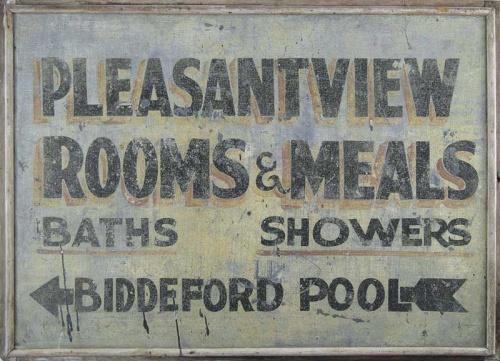 PLEASANTVIEW
ROOMS & MEALS
BATHS SHOWERS
BIDDEFORD POOL